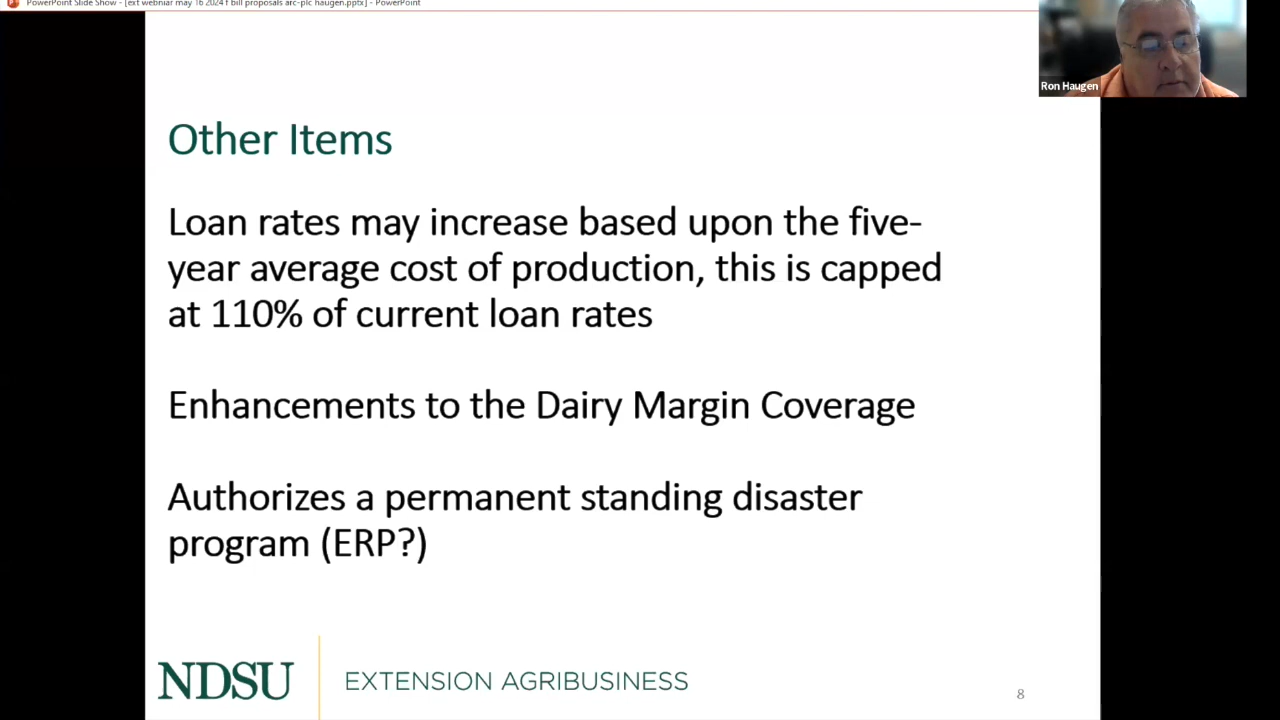 PowerPoint Slide Show - [ext webinar may 16 2024 f bill proposals arc-plc haugen.pptx] - PowerPoint
Ron Haugen
Other Items
Loan rates may increase based upon the five-
year average cost of production, this is capped
at 110% of current loan rates
Enhancements to the Dairy Margin Coverage
Authorizes a permanent standing disaster
program (ERP?)
NDSU
EXTENSION AGRIBUSINESS
8